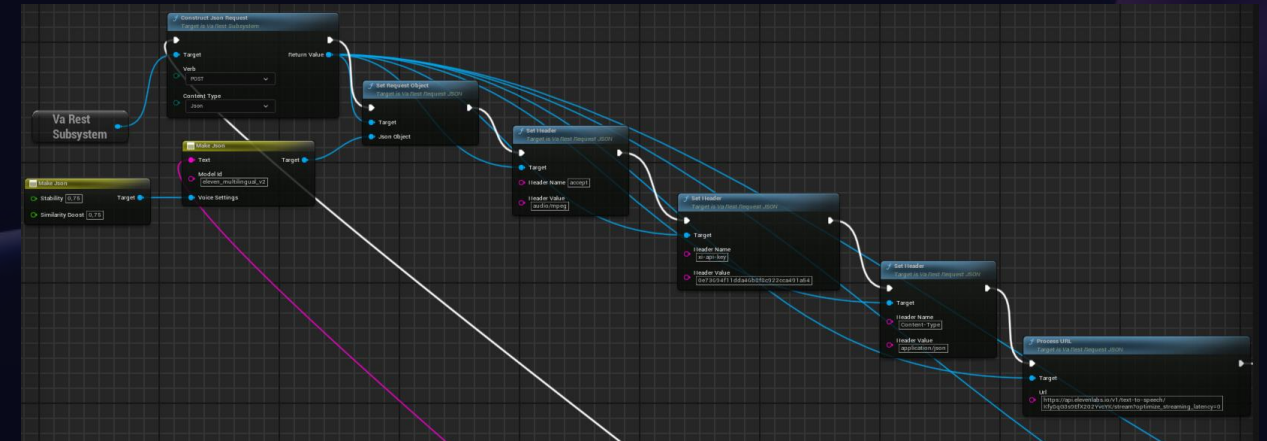 Construct Json Request
Target is Va Rest Subsystem
Target
Return Value
Verb
POST
Content Type
Json
Va Rest
Subsystem
Set Request Object
Target is Va Rest Request JSON
Target
Json Object
Make Json
Text
Target
Model Id
eleven_multilingual_v2
Voice Settings
Make Json
Stability 0,75
Target
Similarity Boost 0,75
Set Header
Target is Va Rest Request JSON
Target
Header Name accept
Header Value
audio/mpeg
Set Header
Target is Va Rest Request JSON
Target
Header Name
xi-api-key
Header Value
Set Header
Target is Va Rest Request JSON
Target
Header Name
Content-Type
Header Value
application/json
Process URL
Target is Va Rest Request JSON
Target
Url
https://api.elevenlabs.io/v1/text-to-speech/